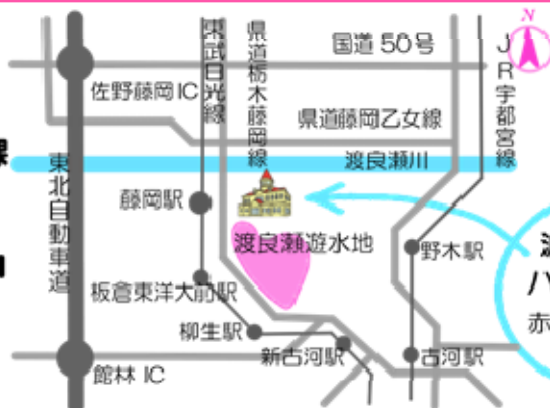 N
国道50号
東武日光線
県道栃木藤岡線
JR宇都宮線
佐野藤岡IC
県道藤岡乙女線
渡良瀬川
東北自動車道
藤岡駅
渡良瀬遊水地
野木駅
板倉東洋大前駅
柳生駅
新古河駅
古河駅
館林 IC
赤